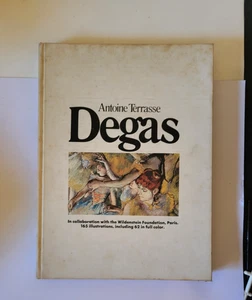 Antoine Terrasse
Degas
In collaboration with the Wildenstein Foundation, Paris.
165 illustrations, including 62 in full color.